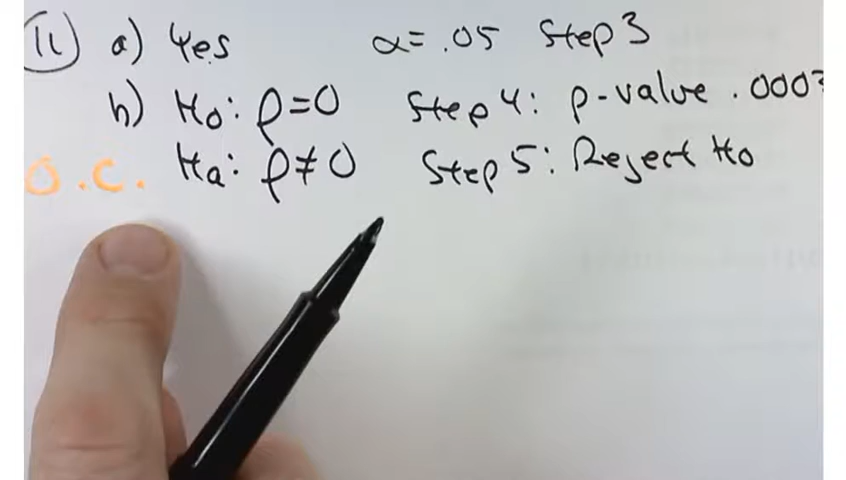 11 a) Yes α = .05 Step 3
b) Ho: ρ=0 Step 4: p-value .000
O.C. Ha: ρ≠0 Step 5: Reject Ho